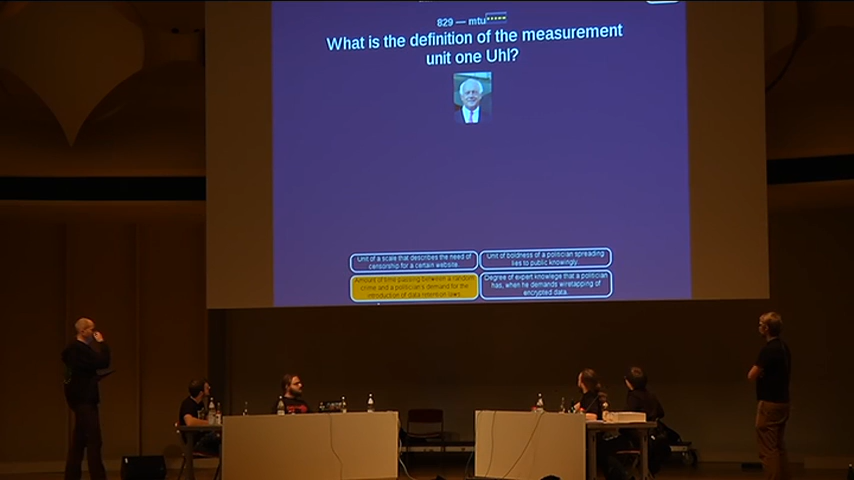 829 — mtu*****
What is the definition of the measurement
unit one Uhl?
Unit of a scale that describes the need of
censorship for a certain website.
Unit of boldness of a politician spreading
lies to public knowingly.
Amount of time passing between a random
crime and a politician's demand for the
introduction of data retention laws.
Degree of expert knowlege that a politician
has, when he demands wiretapping of
encrypted data.